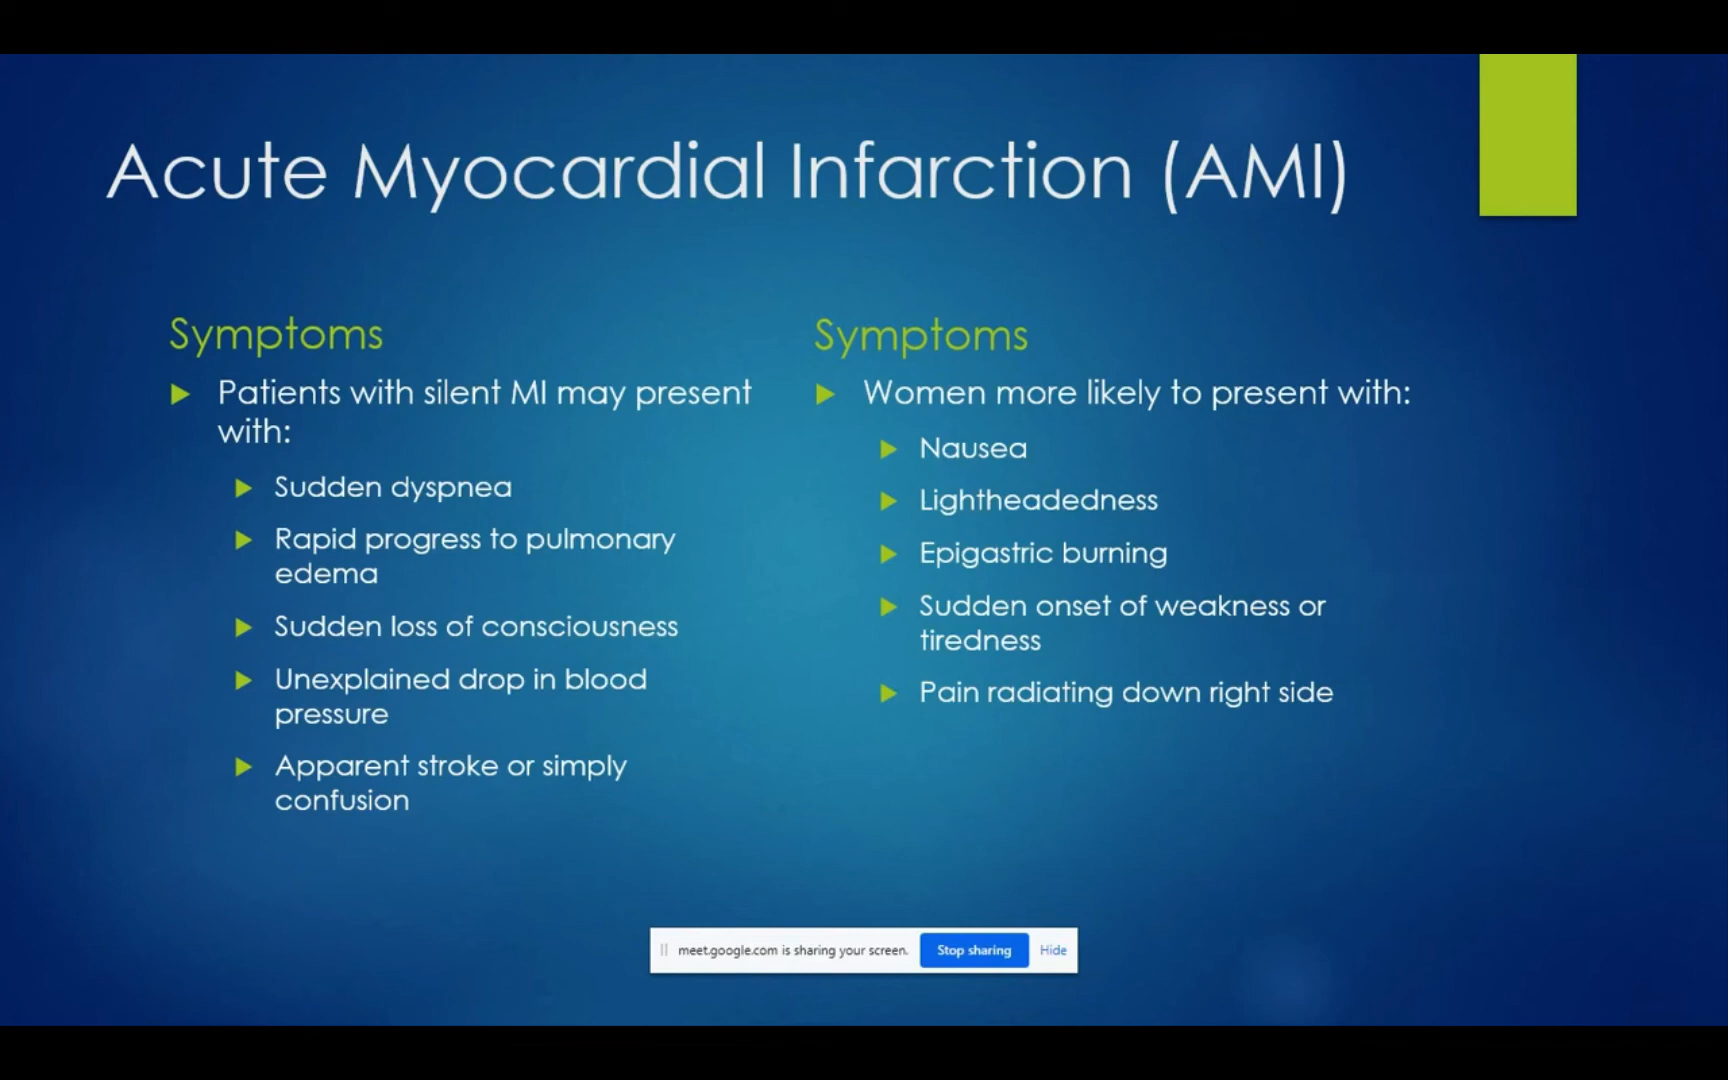 Acute Myocardial Infarction (AMI)
Symptoms
Patients with silent MI may present
with:
Sudden dyspnea
Rapid progress to pulmonary
edema
Sudden loss of consciousness
Unexplained drop in blood
pressure
Apparent stroke or simply
confusion
Symptoms
Women more likely to present with:
Nausea
Lightheadedness
Epigastric burning
Sudden onset of weakness or
tiredness
Pain radiating down right side
meet.google.com is sharing your screen. Stop sharing Hide